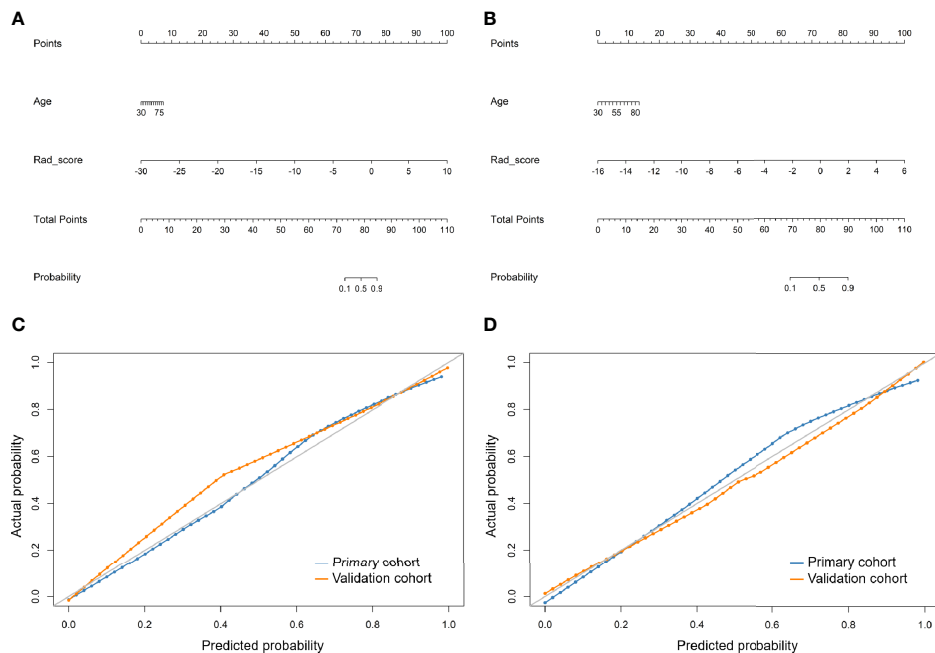 A
Points
0 10 20 30 40 50 60 70 80 90 100
Age
30 75
Rad_score
-30 -25 -20 -15 -10 -5 0 5 10
Total Points
0 10 20 30 40 50 60 70 80 90 100 110
Probability
0.1 0.5 0.9
B
Points
0 10 20 30 40 50 60 70 80 90 100
Age
30 55 80
Rad_score
-16 -14 -12 -10 -8 -6 -4 -2 0 2 4 6
Total Points
0 10 20 30 40 50 60 70 80 90 100 110
Probability
0.1 0.5 0.9
C
Actual probability
1.0
0.8
0.6
0.4
0.2
0.0
Primary cohort
Validation cohort
0.0 0.2 0.4 0.6 0.8 1.0
Predicted probability
D
Actual probability
1.0
0.8
0.6
0.4
0.2
0.0
Primary cohort
Validation cohort
0.0 0.2 0.4 0.6 0.8 1.0
Predicted probability